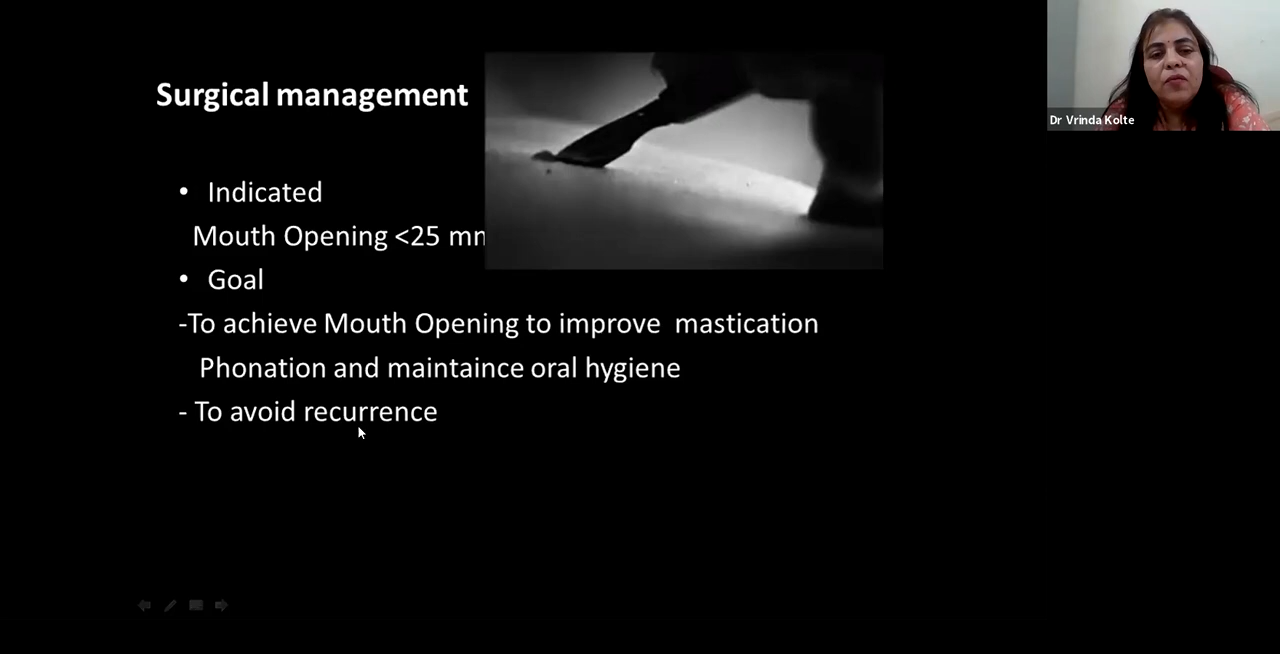 Surgical management
• Indicated
Mouth Opening <25 mm
• Goal
-To achieve Mouth Opening to improve mastication
Phonation and maintaince oral hygiene
- To avoid recurrence
Dr Vrinda Kolte